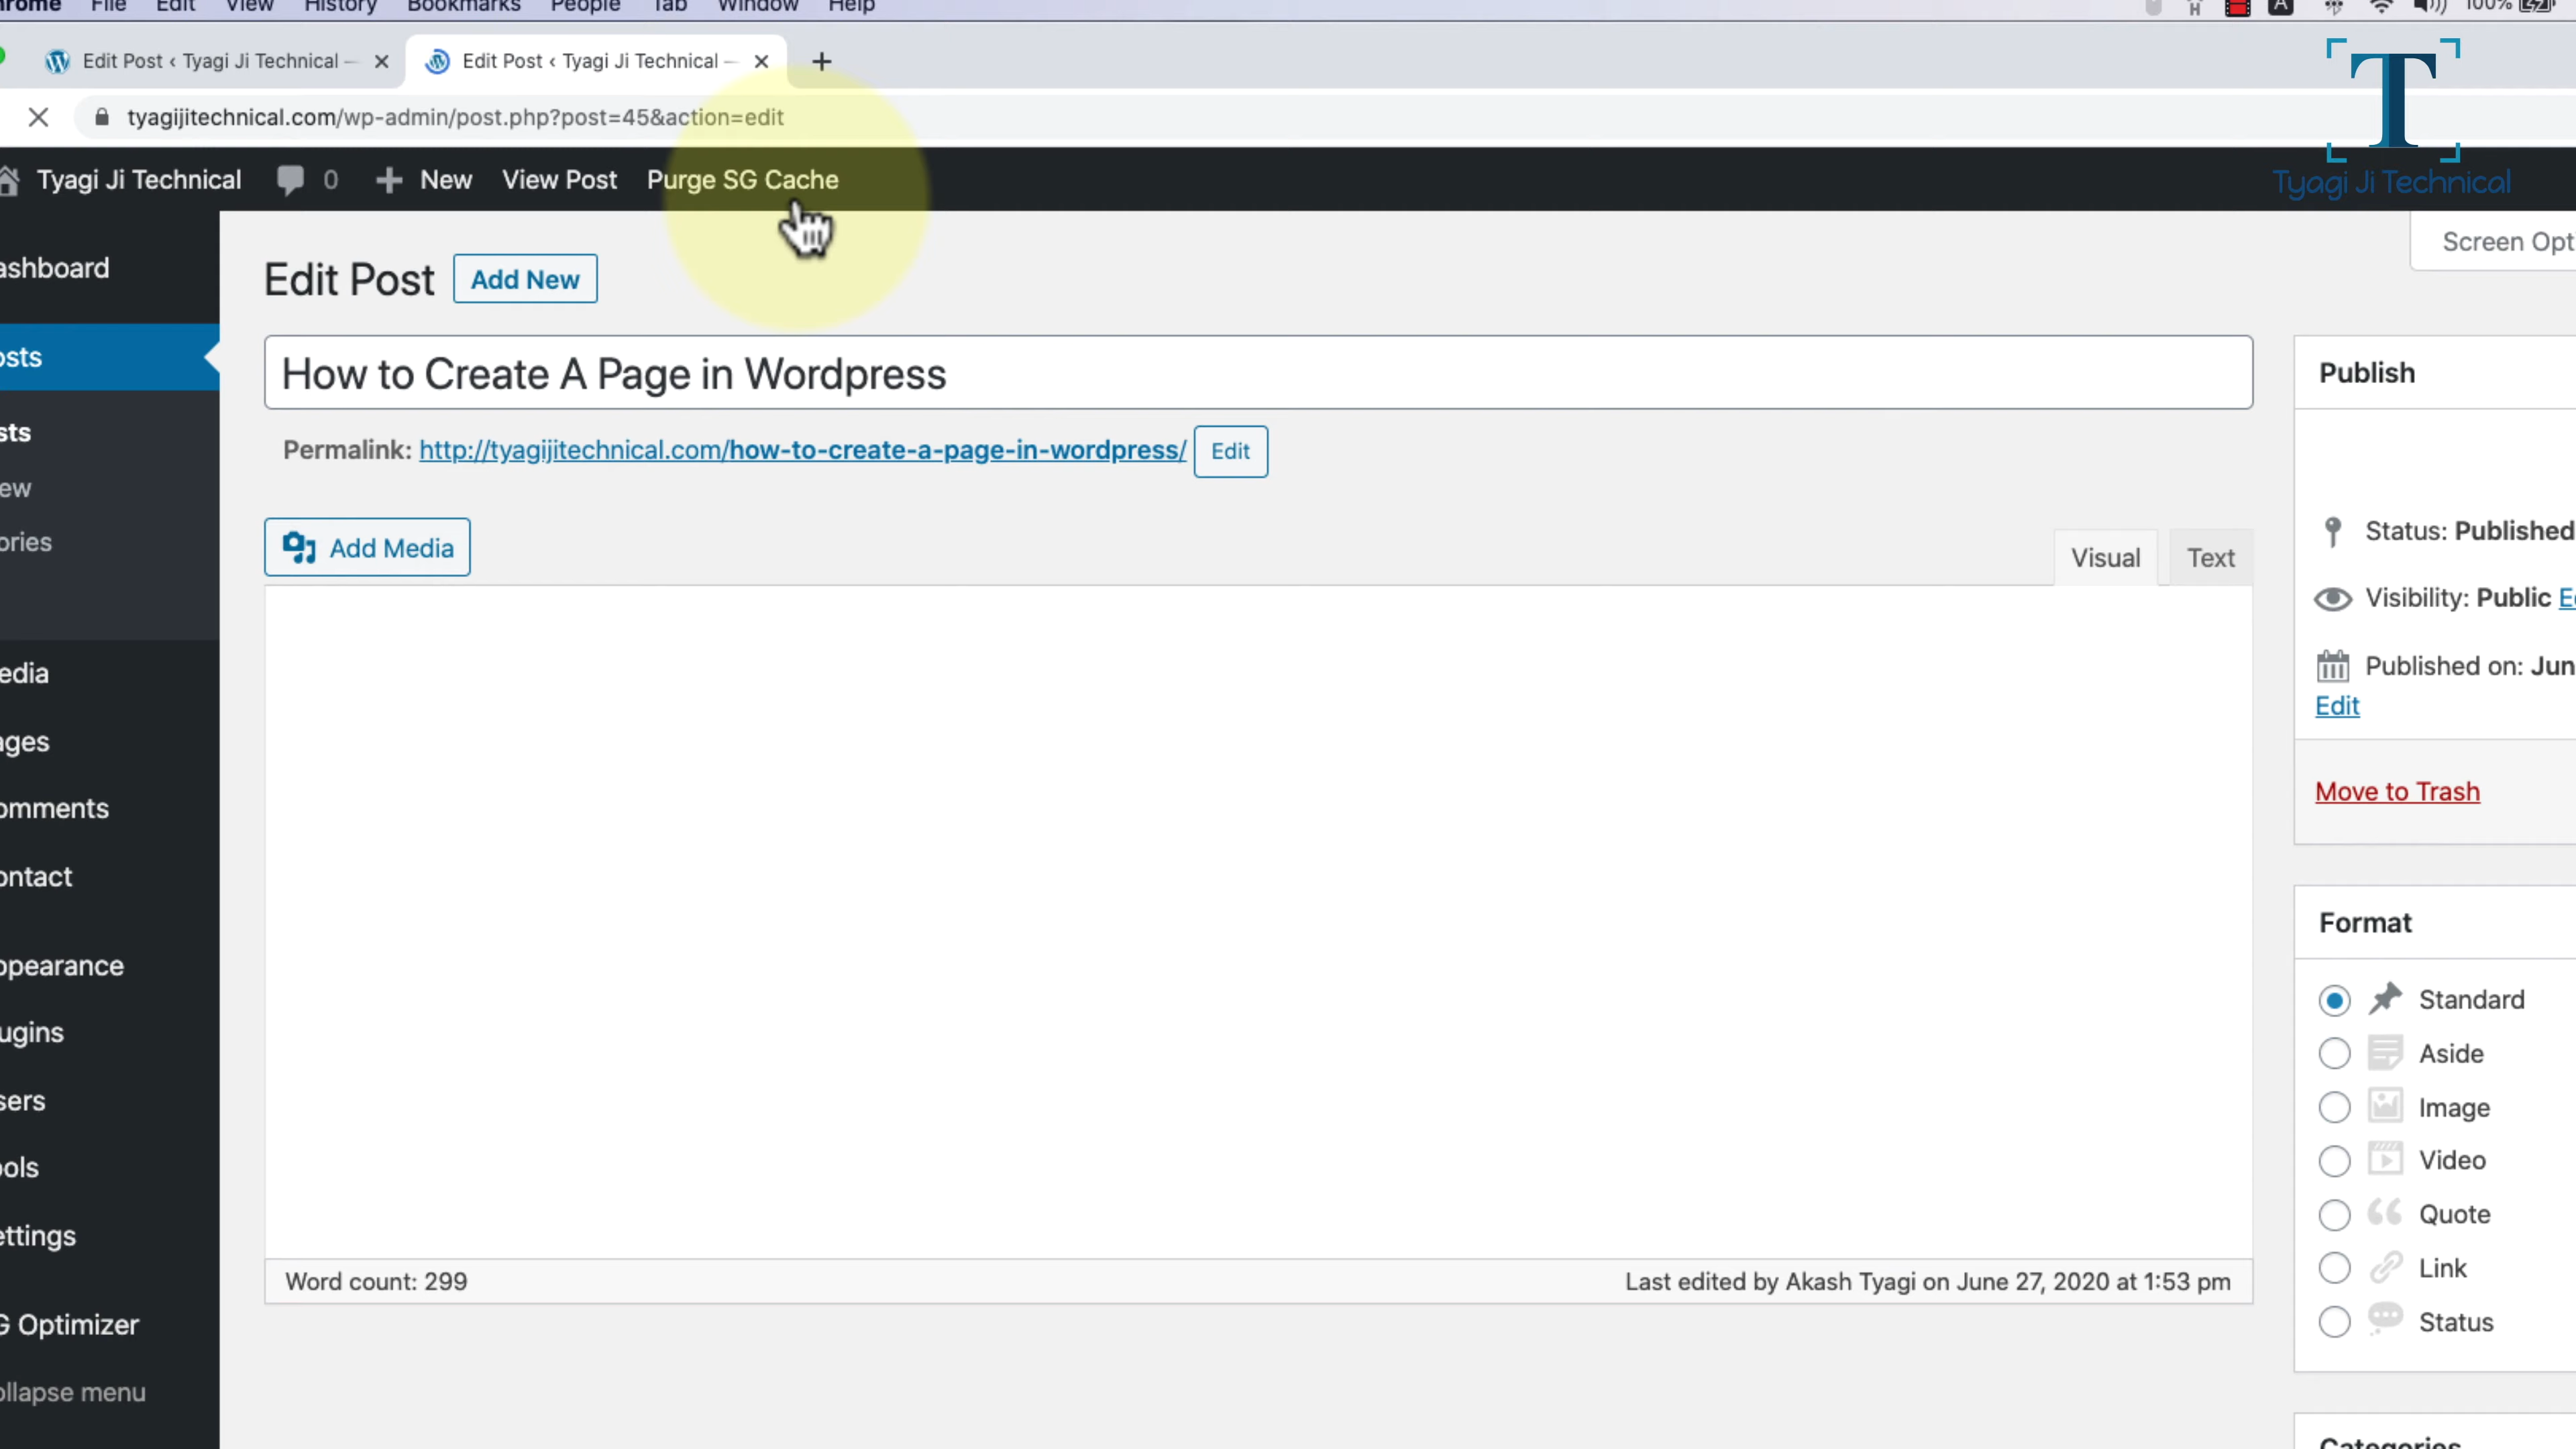 File Edit View History Bookmarks People Tab Window Help 100%
Edit Post ‹ Tyagi Ji Technical — Edit Post ‹ Tyagi Ji Technical —
tyagijitechnical.com/wp-admin/post.php?post=45&action=edit
T
Tyagi Ji Technical
Tyagi Ji Technical 0 New View Post Purge SG Cache
ashboard
osts
sts
ew
ories
edia
ages
omments
ontact
ppearance
ugins
sers
ools
ettings
G Optimizer
ollapse menu
Screen Opt
Edit Post Add New
How to Create A Page in Wordpress
Permalink: http://tyagijitechnical.com/how-to-create-a-page-in-wordpress/ Edit
Add Media
Visual Text
Word count: 299
Last edited by Akash Tyagi on June 27, 2020 at 1:53 pm
Publish
Status: Published
Visibility: Public E
Published on: Jun
Edit
Move to Trash
Format
Standard
Aside
Image
Video
Quote
Link
Status